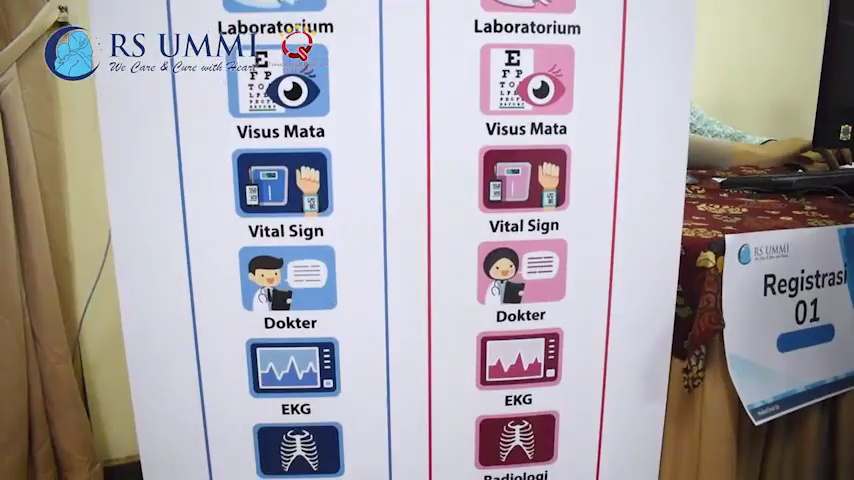 RS UMMI
We Care & Cure with Heart
Laboratorium
Laboratorium
Visus Mata
Visus Mata
Vital Sign
Vital Sign
Dokter
Dokter
EKG
EKG
Radiologi
RS UMMI
Registrasi
01